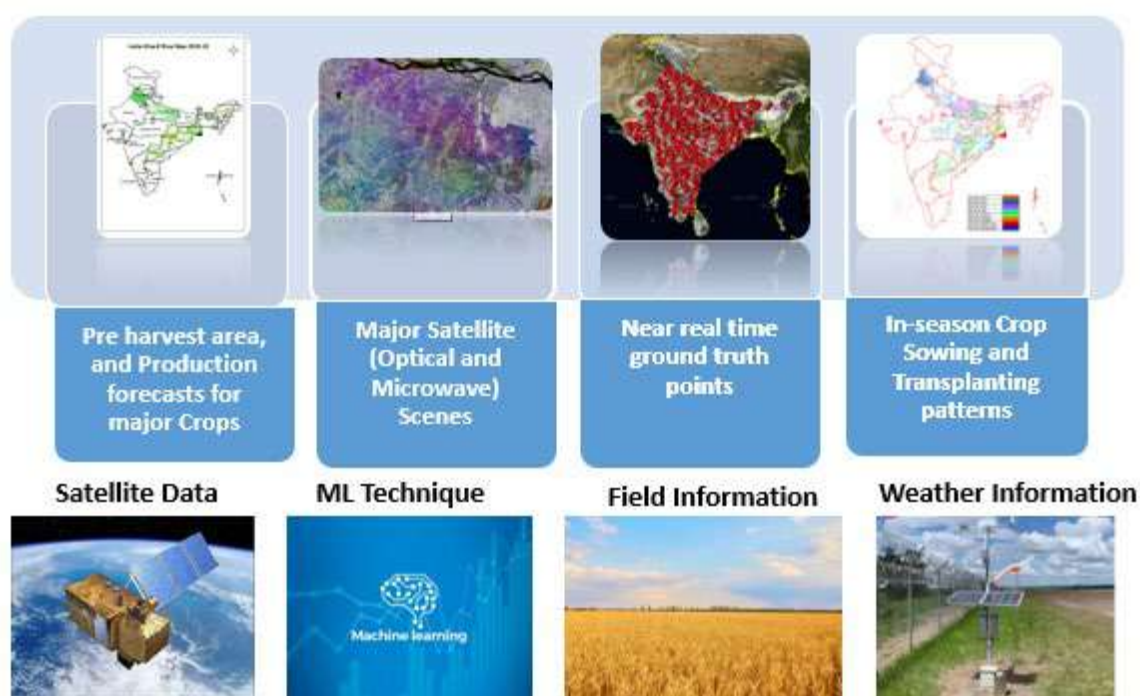 Pre harvest area,
and Production
forecasts for
major Crops
Major Satellite
(Optical and
Microwave)
Scenes
Near real time
ground truth
points
In-season Crop
Sowing and
Transplanting
patterns
Satellite Data
ML Technique
Field Information
Weather Information
Machine learning